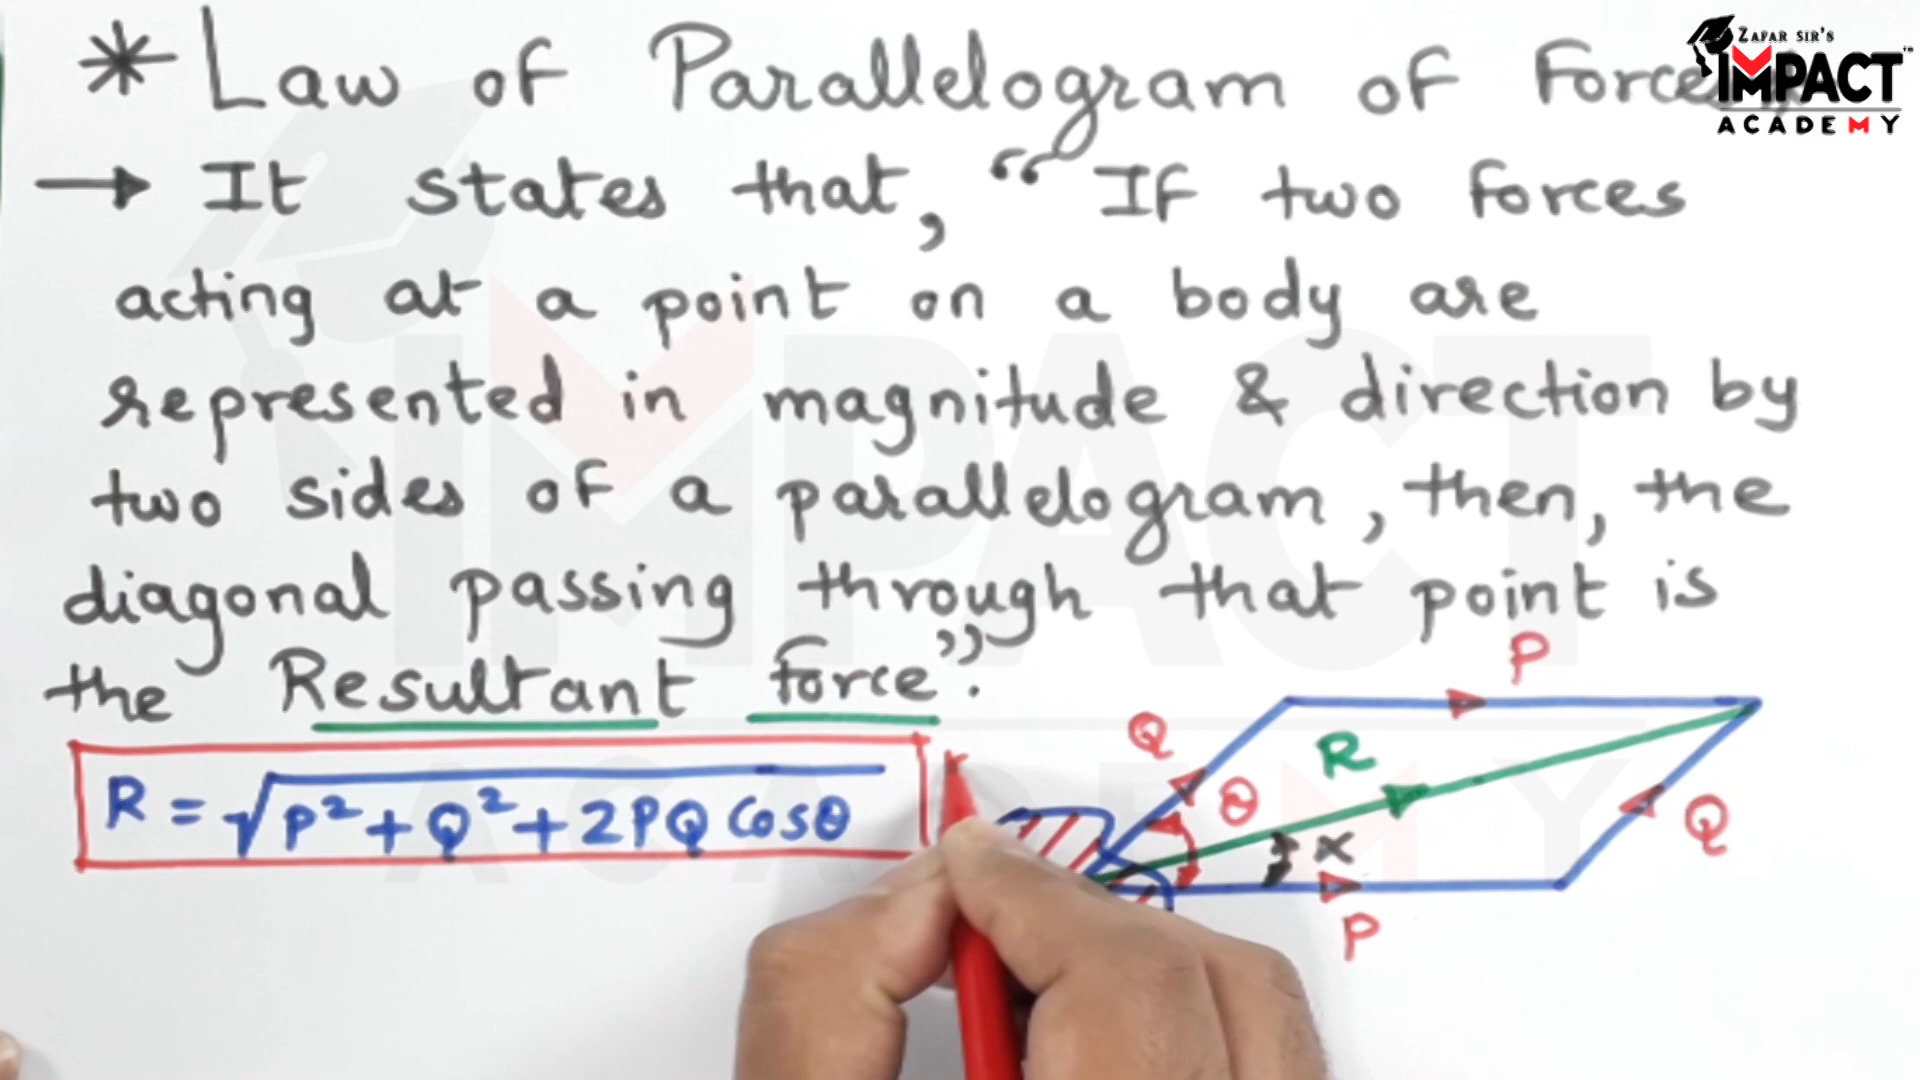 * Law of Parallelogram of Forces
ZAFAR SIR'S
IMPACT™
ACADEMY
→ It states that, “ If two forces
acting at a point on a body are
represented in magnitude & direction by
two sides of a parallelogram, then, the
diagonal passing through that point is
the Resultant force”.
R = √P² + Q² + 2PQ Cosθ
P
Q
θ
R
α
Q
P
IMPACT
ACADEMY